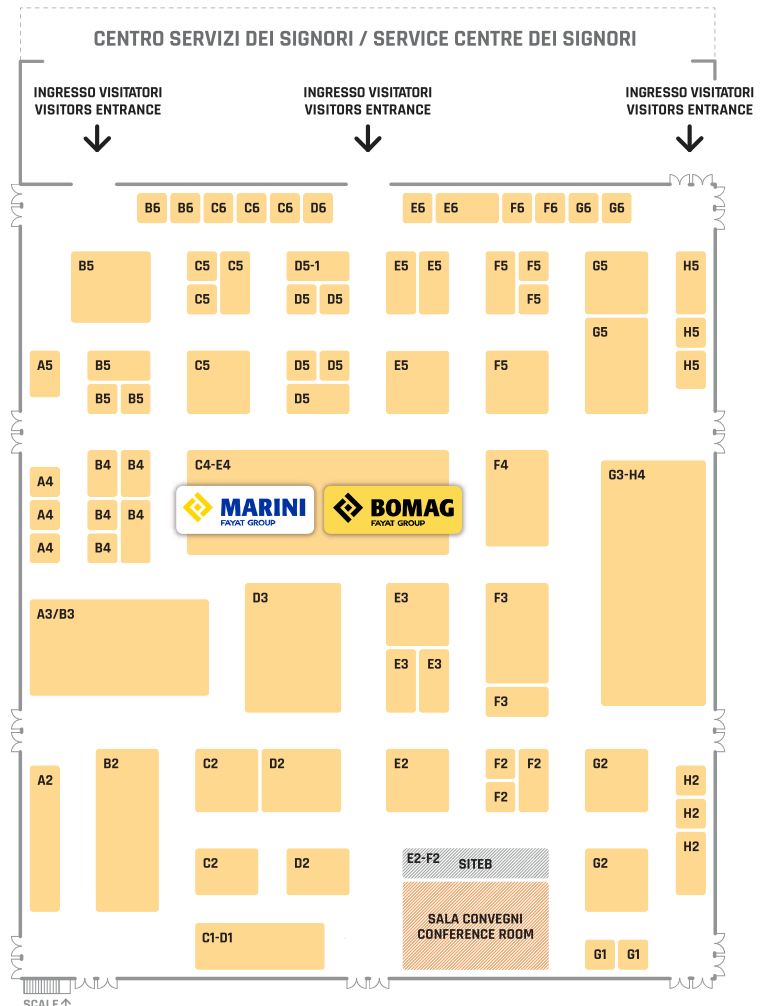 CENTRO SERVIZI DEI SIGNORI / SERVICE CENTRE DEI SIGNORI
INGRESSO VISITATORI
VISITORS ENTRANCE
INGRESSO VISITATORI
VISITORS ENTRANCE
INGRESSO VISITATORI
VISITORS ENTRANCE
B6 B6 C6 C6 C6 D6 E6 E6 F6 F6 G6 G6
B5 C5 C5 D5-1 E5 E5 F5 F5 G5 H5
C5 D5 D5 F5
G5 H5
A5 B5 C5 D5 D5 E5 F5 H5
B5 B5 D5
B4 B4 C4-E4 F4
G3-H4
A4
MARINI
FAYAT GROUP
BOMAG
FAYAT GROUP
A4 B4 B4
A4 B4
D3 E3 F3
A3/B3
E3 E3
F3
B2 C2 D2 E2 F2 F2 G2
A2 H2
F2
H2
H2
E2-F2 SITEB
C2 D2 G2
SALA CONVEGNI
CONFERENCE ROOM
C1-D1
G1 G1
SCALE